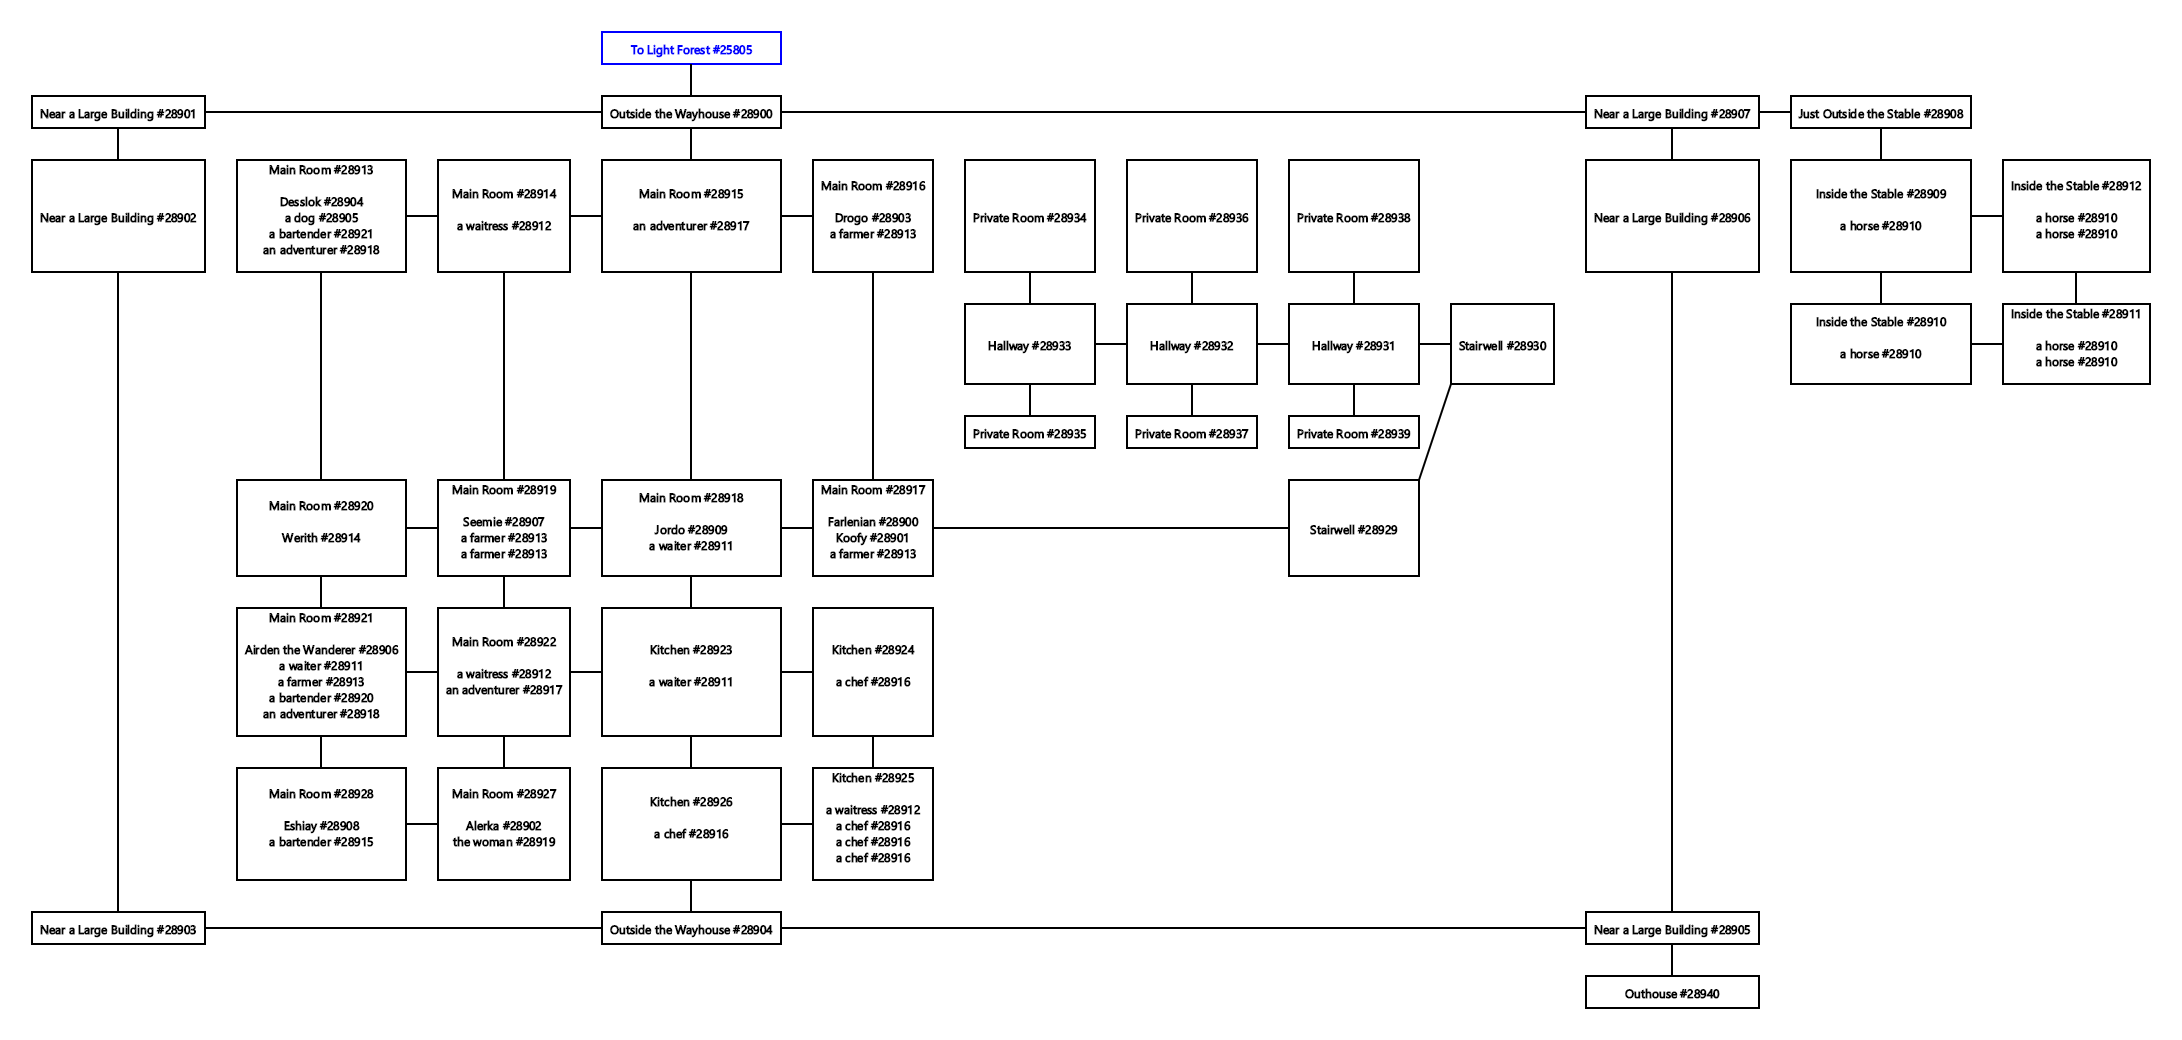 To Light Forest #25805
Near a Large Building #28901
Outside the Wayhouse #28900
Near a Large Building #28907
Just Outside the Stable #28908
Near a Large Building #28902
Main Room #28913
Desslok #28904
a dog #28905
a bartender #28921
an adventurer #28918
Main Room #28914
a waitress #28912
Main Room #28915
an adventurer #28917
Main Room #28916
Drogo #28903
a farmer #28913
Private Room #28934
Private Room #28936
Private Room #28938
Near a Large Building #28906
Inside the Stable #28909
a horse #28910
Inside the Stable #28912
a horse #28910
a horse #28910
Hallway #28933
Hallway #28932
Hallway #28931
Stairwell #28930
Inside the Stable #28910
a horse #28910
Inside the Stable #28911
a horse #28910
a horse #28910
Private Room #28935
Private Room #28937
Private Room #28939
Main Room #28920
Werith #28914
Main Room #28919
Seemie #28907
a farmer #28913
a farmer #28913
Main Room #28918
Jordo #28909
a waiter #28911
Main Room #28917
Farlenian #28900
Koofy #28901
a farmer #28913
Stairwell #28929
Main Room #28921
Airden the Wanderer #28906
a waiter #28911
a farmer #28913
a bartender #28920
an adventurer #28918
Main Room #28922
a waitress #28912
an adventurer #28917
Kitchen #28923
a waiter #28911
Kitchen #28924
a chef #28916
Main Room #28928
Eshiay #28908
a bartender #28915
Main Room #28927
Alerka #28902
the woman #28919
Kitchen #28926
a chef #28916
Kitchen #28925
a waitress #28912
a chef #28916
a chef #28916
a chef #28916
Near a Large Building #28903
Outside the Wayhouse #28904
Near a Large Building #28905
Outhouse #28940